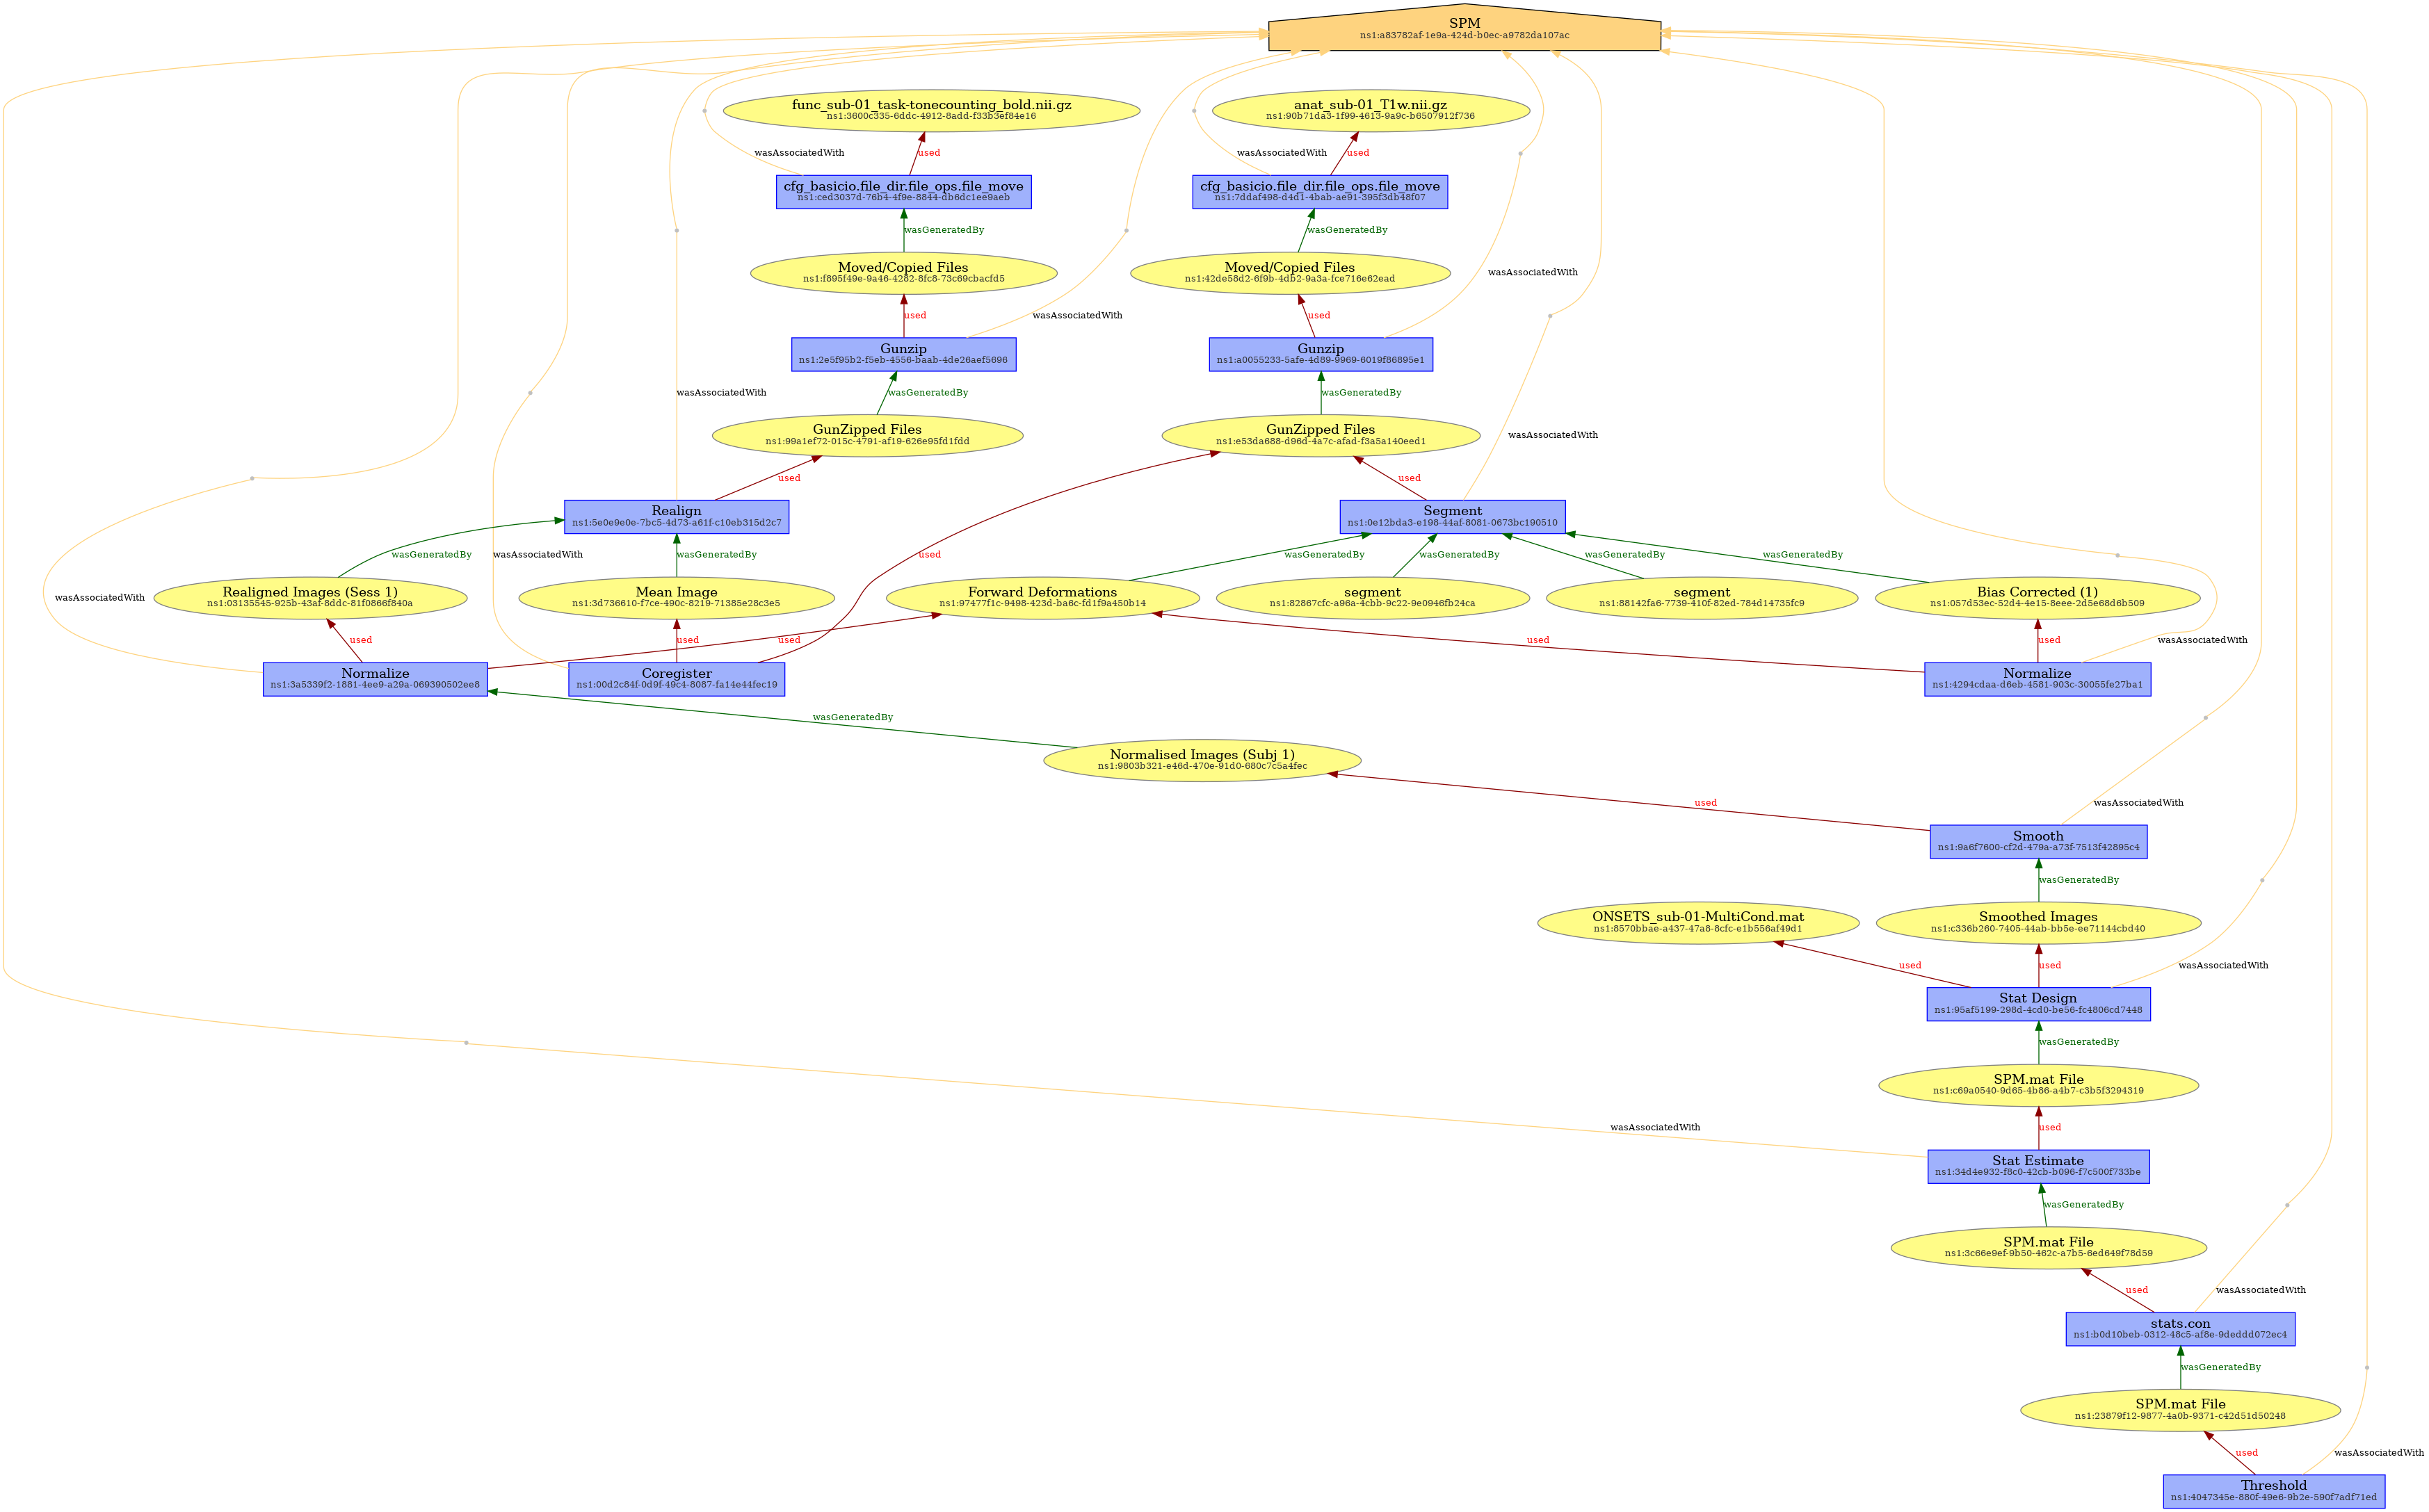 SPM
ns1:a83782af-1e9a-424d-b0ec-a9782da107ac
func_sub-01_task-tonecounting_bold.nii.gz
ns1:3600c335-6ddc-4912-8add-f33b3ef84e16
anat_sub-01_T1w.nii.gz
ns1:90b71da3-1f99-4613-9a9c-b6507912f736
wasAssociatedWith
used
wasAssociatedWith
used
cfg_basicio.file_dir.file_ops.file_move
ns1:ced3037d-76b4-4f9e-8844-db6dc1ee9aeb
cfg_basicio.file_dir.file_ops.file_move
ns1:7ddaf498-d4d1-4bab-ae91-395f3db48f07
wasGeneratedBy
wasGeneratedBy
Moved/Copied Files
ns1:f895f49e-9a46-4282-8fc8-73c69cbacfd5
Moved/Copied Files
ns1:42de58d2-6f9b-4db2-9a3a-fce716e62ead
wasAssociatedWith
used
wasAssociatedWith
used
Gunzip
ns1:2e5f95b2-f5eb-4556-baab-4de26aef5696
Gunzip
ns1:a0055233-5afe-4d89-9969-6019f86895e1
wasAssociatedWith
wasGeneratedBy
wasGeneratedBy
GunZipped Files
ns1:99a1ef72-015c-4791-af19-626e95fd1fdd
GunZipped Files
ns1:e53da688-d96d-4a7c-afad-f3a5a140eed1
wasAssociatedWith
used
used
Realign
ns1:5e0e9e0e-7bc5-4d73-a61f-c10eb315d2c7
Segment
ns1:0e12bda3-e198-44af-8081-0673bc190510
wasGeneratedBy
wasAssociatedWith
wasGeneratedBy
used
wasGeneratedBy
wasGeneratedBy
wasGeneratedBy
wasGeneratedBy
Realigned Images (Sess 1)
ns1:03135545-925b-43af-8ddc-81f0866f840a
Mean Image
ns1:3d736610-f7ce-490c-8219-71385e28c3e5
Forward Deformations
ns1:97477f1c-9498-423d-ba6c-fd1f9a450b14
segment
ns1:82867cfc-a96a-4cbb-9c22-9e0946fb24ca
segment
ns1:88142fa6-7739-410f-82ed-784d14735fc9
Bias Corrected (1)
ns1:057d53ec-52d4-4e15-8eee-2d5e68d6b509
wasAssociatedWith
used
used
used
used
used
wasAssociatedWith
Normalize
ns1:3a5339f2-1881-4ee9-a29a-069390502ee8
Coregister
ns1:00d2c84f-0d9f-49c4-8087-fa14e44fec19
Normalize
ns1:4294cdaa-d6eb-4581-903c-30055fe27ba1
wasGeneratedBy
Normalised Images (Subj 1)
ns1:9803b321-e46d-470e-91d0-680c7c5a4fec
used
wasAssociatedWith
Smooth
ns1:9a6f7600-cf2d-479a-a73f-7513f42895c4
wasGeneratedBy
ONSETS_sub-01-MultiCond.mat
ns1:8570bbae-a437-47a8-8cfc-e1b556af49d1
Smoothed Images
ns1:c336b260-7405-44ab-bb5e-ee71144cbd40
used
used
wasAssociatedWith
Stat Design
ns1:95af5199-298d-4cd0-be56-fc4806cd7448
wasGeneratedBy
SPM.mat File
ns1:c69a0540-9d65-4b86-a4b7-c3b5f3294319
wasAssociatedWith
used
Stat Estimate
ns1:34d4e932-f8c0-42cb-b096-f7c500f733be
wasGeneratedBy
SPM.mat File
ns1:3c66e9ef-9b50-462c-a7b5-6ed649f78d59
used
wasAssociatedWith
stats.con
ns1:b0d10beb-0312-48c5-af8e-9deddd072ec4
wasGeneratedBy
SPM.mat File
ns1:23879f12-9877-4a0b-9371-c42d51d50248
used
wasAssociatedWith
Threshold
ns1:4047345e-880f-49e6-9b2e-590f7adf71ed